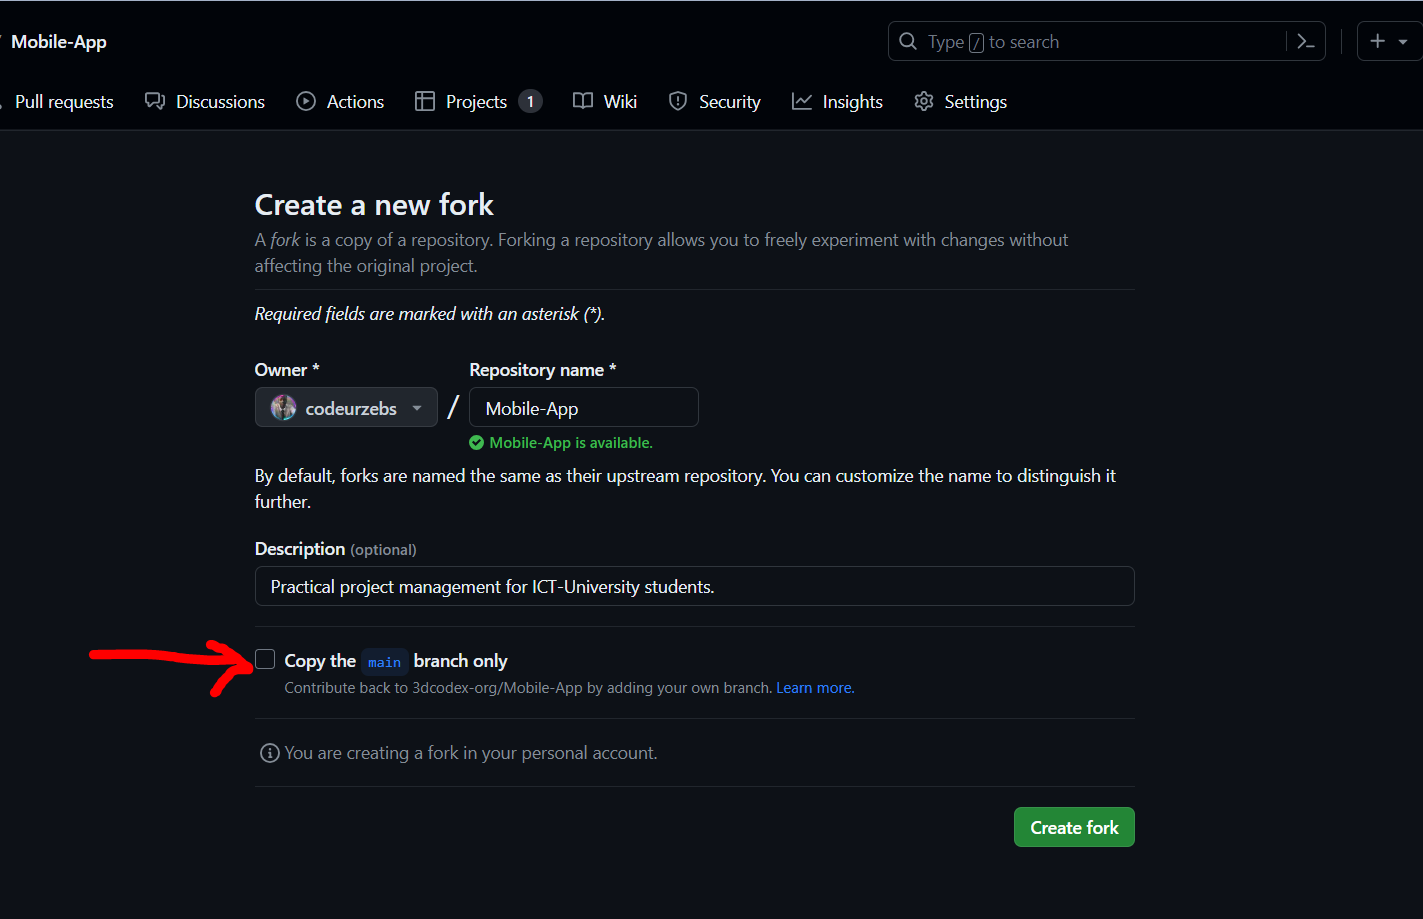 Mobile-App
Type / to search
Pull requests
Discussions
Actions
Projects 1
Wiki
Security
Insights
Settings
Create a new fork
A fork is a copy of a repository. Forking a repository allows you to freely experiment with changes without
affecting the original project.
Required fields are marked with an asterisk (*).
Owner *
Repository name *
codeurzebs / Mobile-App
Mobile-App is available.
By default, forks are named the same as their upstream repository. You can customize the name to distinguish it
further.
Description (optional)
Practical project management for ICT-University students.
Copy the main branch only
Contribute back to 3dcodex-org/Mobile-App by adding your own branch. Learn more.
You are creating a fork in your personal account.
Create fork